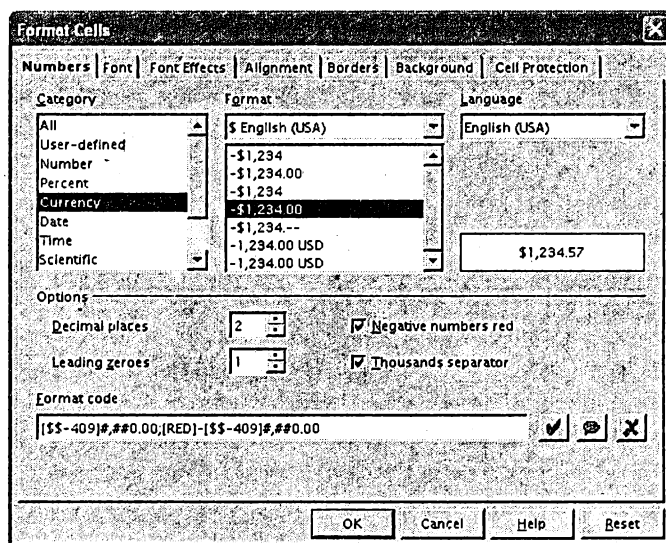 Format Cells
Numbers Font Font Effects Alignment Borders Background Cell Protection
Category
All
User-defined
Number
Percent
Currency
Date
Time
Scientific
Format
$ English (USA)
-$1,234
-$1,234.00
-$1,234
-$1,234.00
-$1,234.--
-1,234.00 USD
-1,234.00 USD
Language
English (USA)
$1,234.57
Options
Decimal places 2
Negative numbers red
Leading zeroes 1
Thousands separator
Format code
[$$-409]#,##0.00;[RED]-[$$-409]#,##0.00
OK Cancel Help Reset